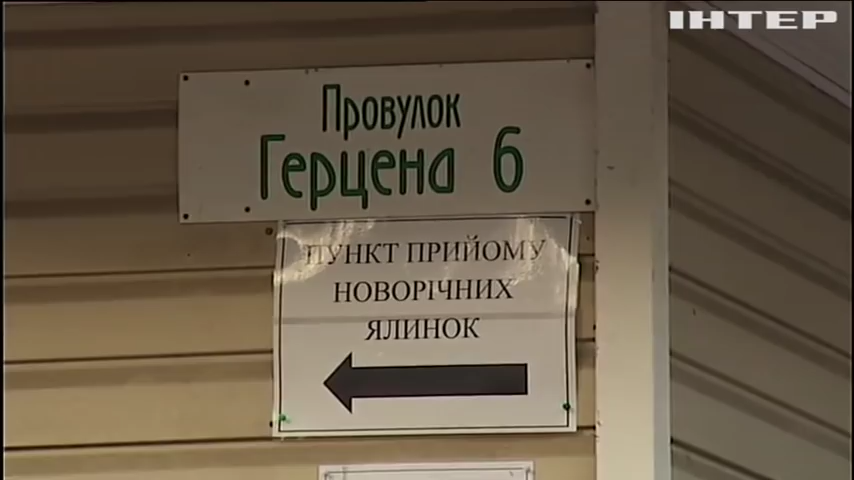 ІНТЕР
Провулок
Герцена 6
ПУНКТ ПРИЙОМУ
НОВОРІЧНИХ
ЯЛИНОК